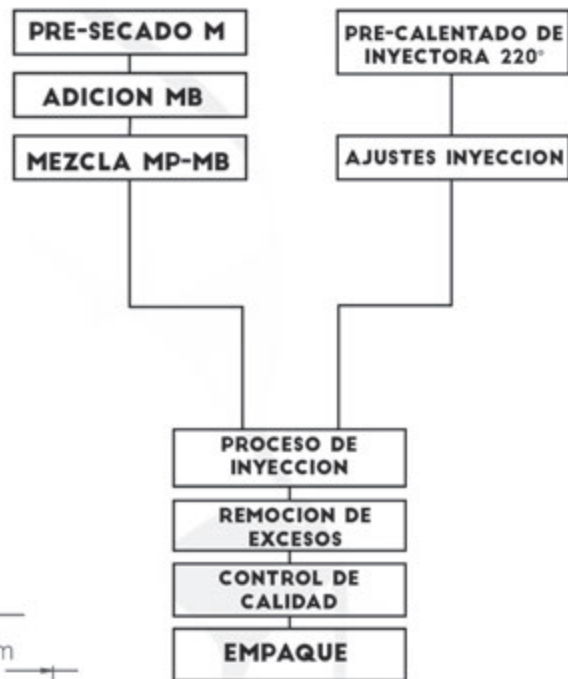 PRE-SECADO M
ADICION MB
MEZCLA MP-MB
PRE-CALENTADO DE
INYECTORA 220°
AJUSTES INYECCION
PROCESO DE
INYECCION
REMOCION DE
EXCESOS
CONTROL DE
CALIDAD
EMPAQUE
m